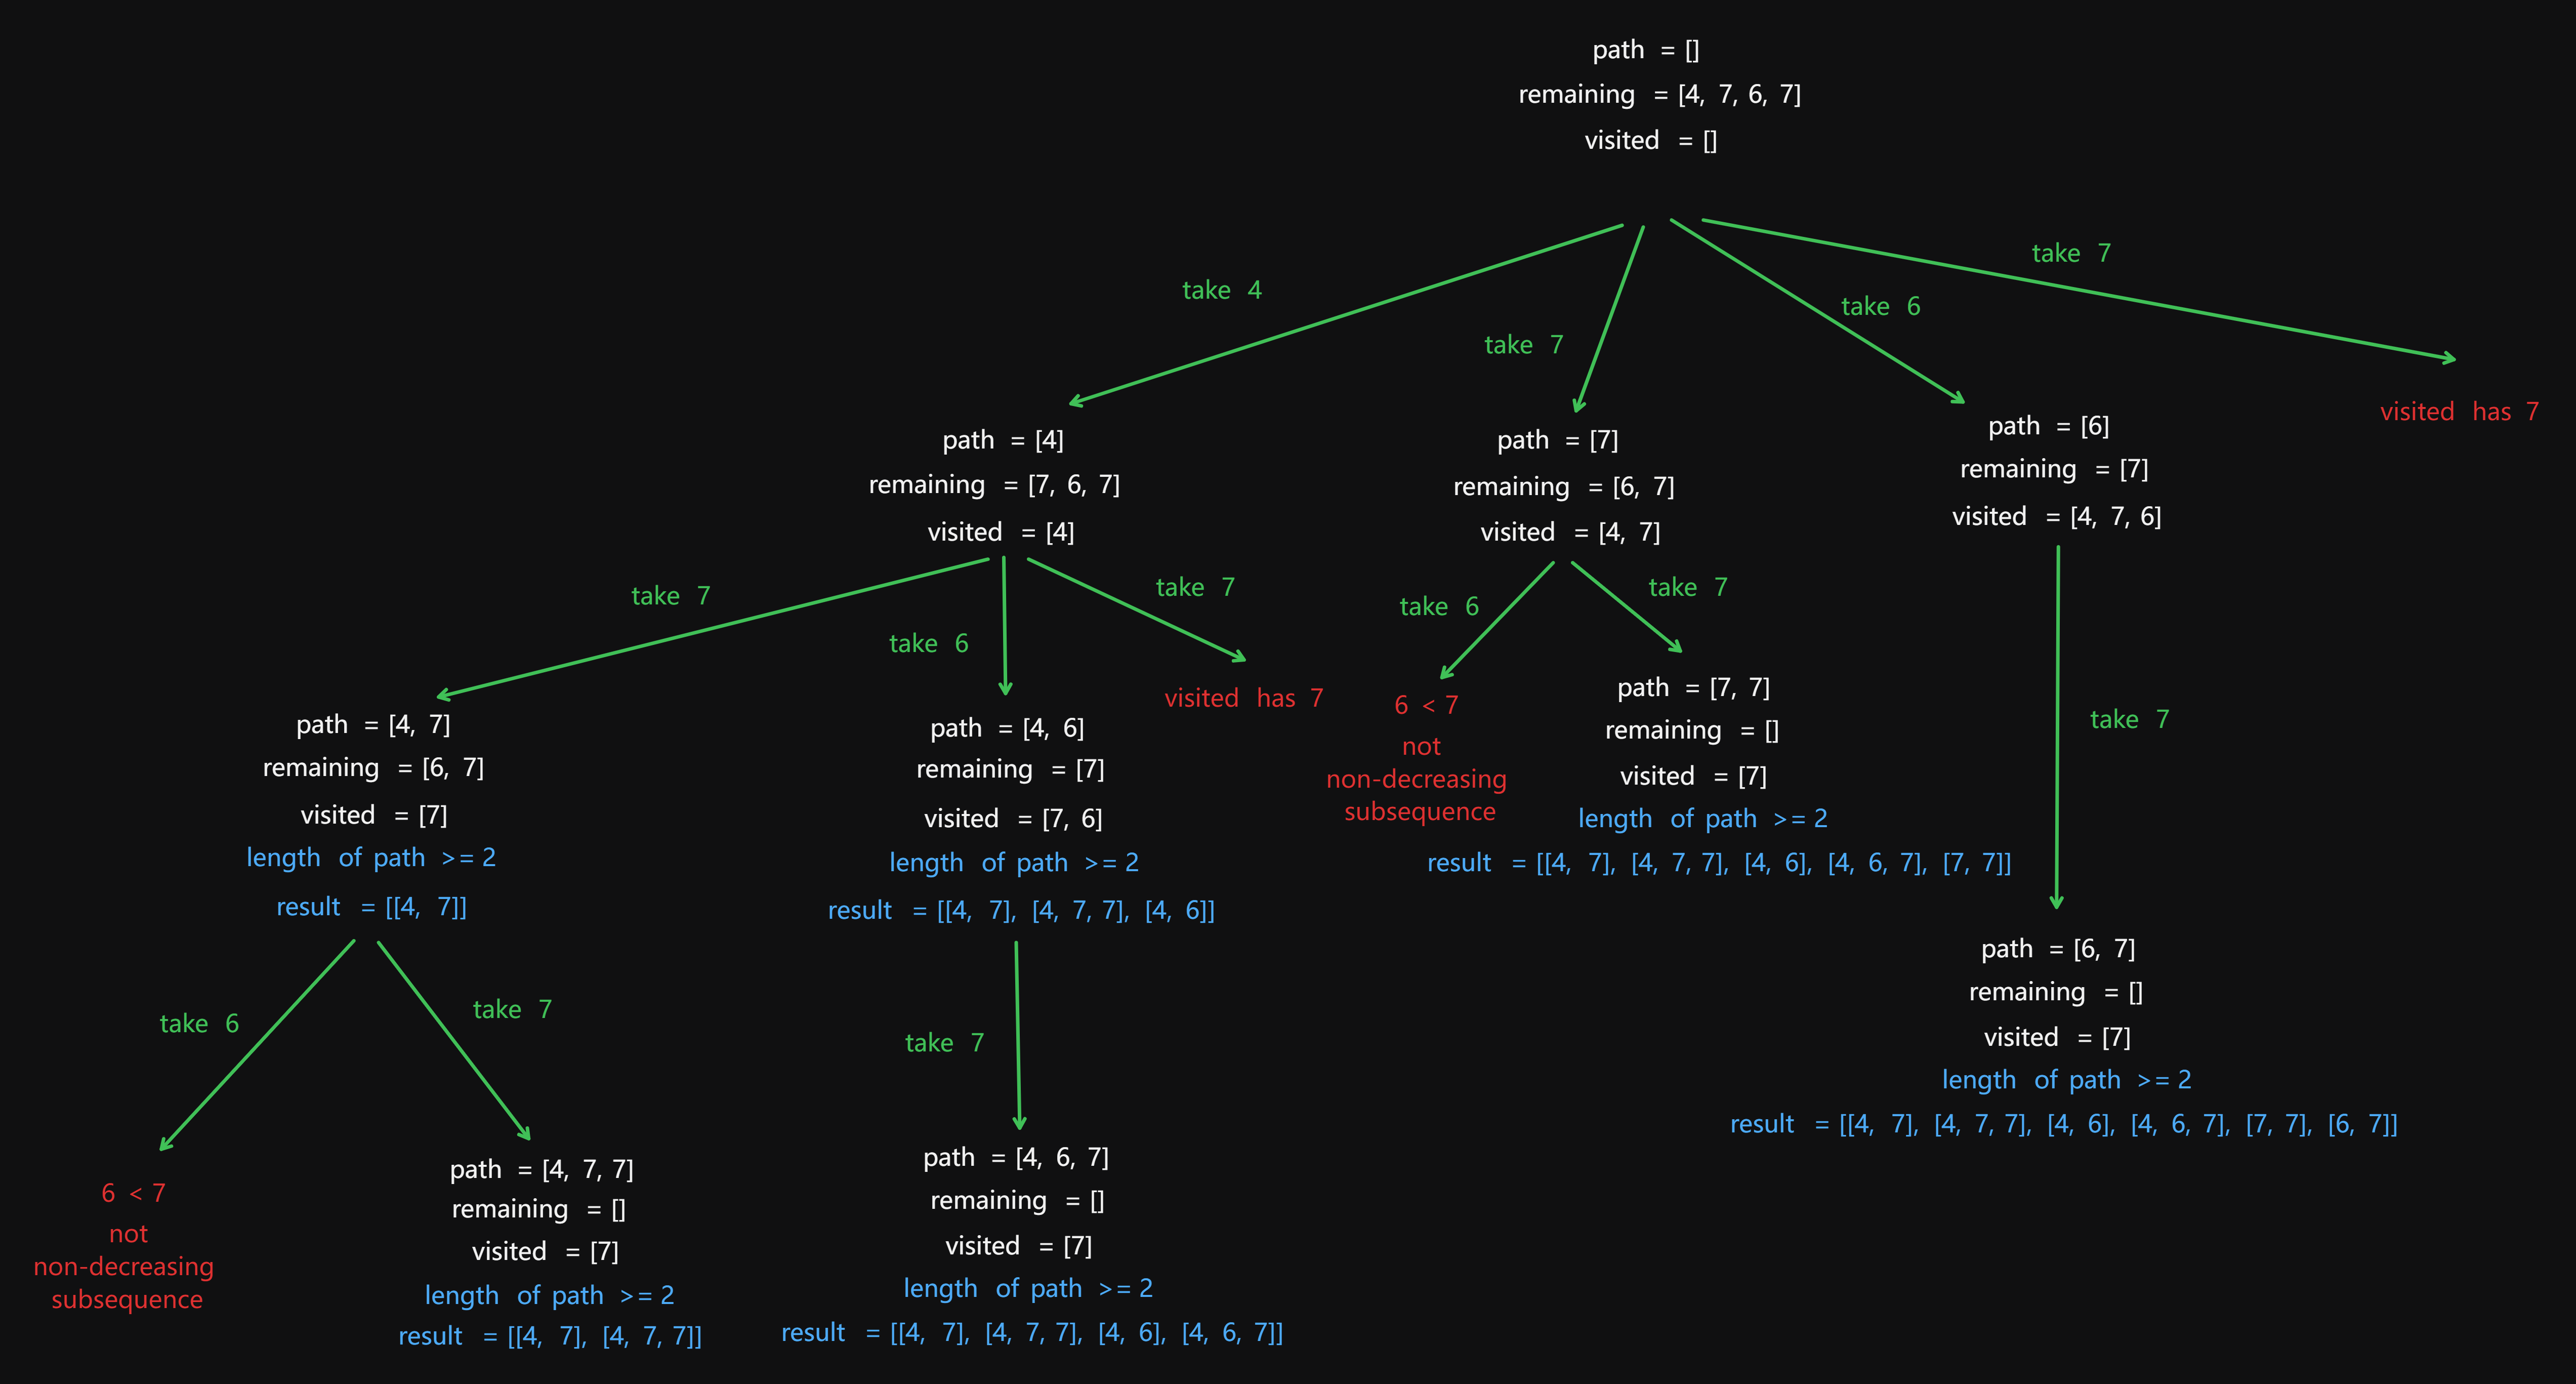 path = []
remaining = [4, 7, 6, 7]
visited = []
take 4
take 7
take 6
take 7
path = [4]
remaining = [7, 6, 7]
visited = [4]
path = [7]
remaining = [6, 7]
visited = [4, 7]
path = [6]
remaining = [7]
visited = [4, 7, 6]
visited has 7
take 7
take 6
take 7
take 6
take 7
take 7
path = [4, 7]
remaining = [6, 7]
visited = [7]
length of path >= 2
result = [[4, 7]]
path = [4, 6]
remaining = [7]
visited = [7, 6]
length of path >= 2
result = [[4, 7], [4, 7, 7], [4, 6]]
visited has 7
6 < 7
not
non-decreasing
subsequence
path = [7, 7]
remaining = []
visited = [7]
length of path >= 2
result = [[4, 7], [4, 7, 7], [4, 6], [4, 6, 7], [7, 7]]
path = [6, 7]
remaining = []
visited = [7]
length of path >= 2
result = [[4, 7], [4, 7, 7], [4, 6], [4, 6, 7], [7, 7], [6, 7]]
take 6
take 7
take 7
6 < 7
not
non-decreasing
subsequence
path = [4, 7, 7]
remaining = []
visited = [7]
length of path >= 2
result = [[4, 7], [4, 7, 7]]
path = [4, 6, 7]
remaining = []
visited = [7]
length of path >= 2
result = [[4, 7], [4, 7, 7], [4, 6], [4, 6, 7]]